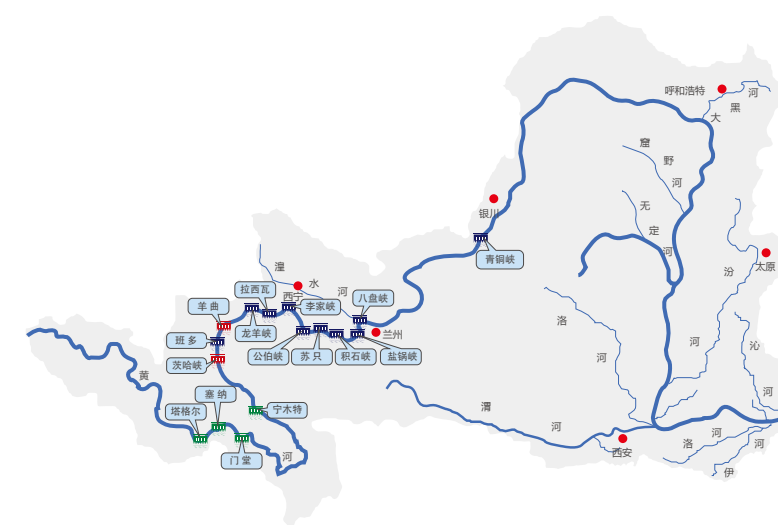 呼和浩特
河
黑
大
窟
野
河
无
定
河
银川
青铜峡
太原
汾
河
沁
河
湟
水
河
西宁
拉西瓦
李家峡
八盘峡
羊曲
龙羊峡
兰州
班多
公伯峡
苏只
积石峡
盐锅峡
茨哈峡
黄
塞纳
塔格尔
宁木特
门堂
河
洛
河
渭
河
西安
洛
河
河
伊